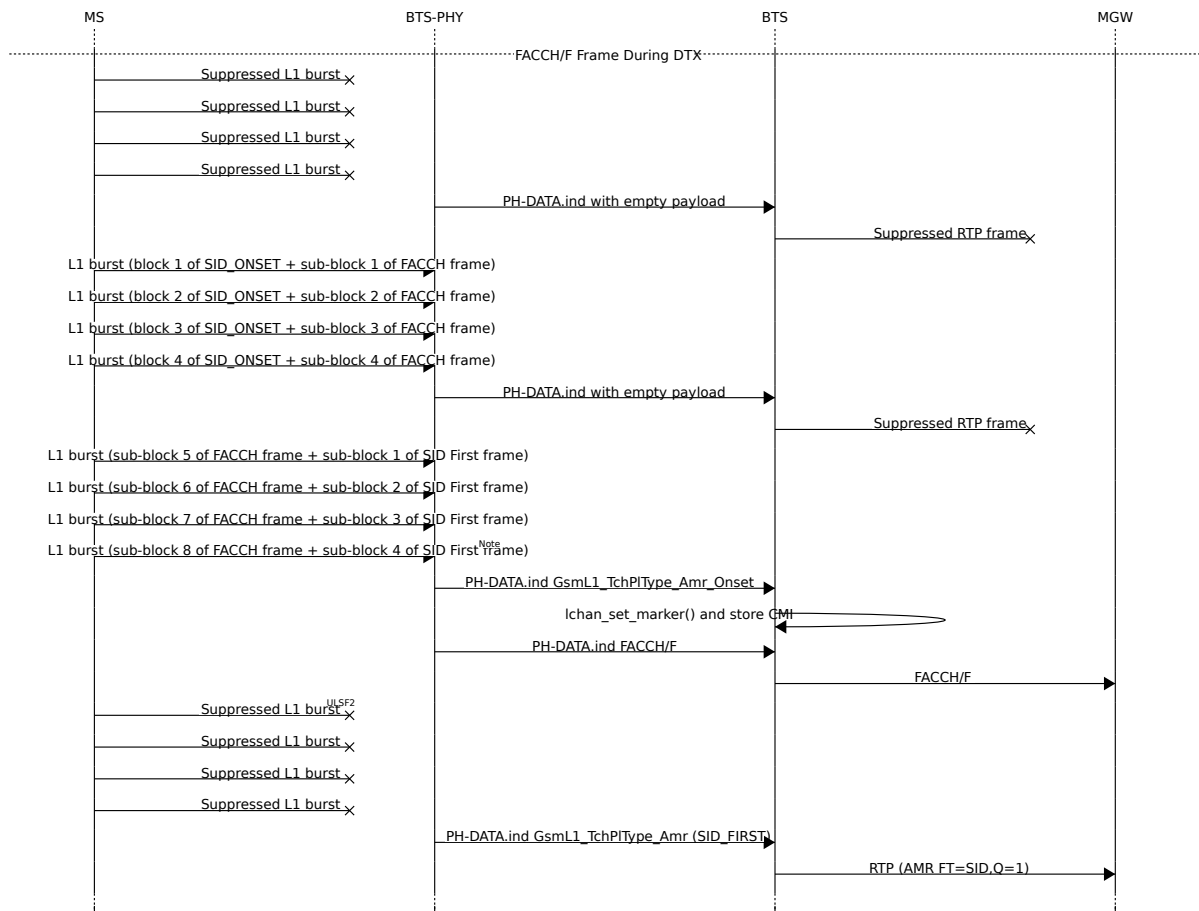 MS BTS-PHY BTS MGW
FACCH/F Frame During DTX
Suppressed L1 burst
Suppressed L1 burst
Suppressed L1 burst
Suppressed L1 burst
PH-DATA.ind with empty payload
Suppressed RTP frame
L1 burst (block 1 of SID_ONSET + sub-block 1 of FACCH frame)
L1 burst (block 2 of SID_ONSET + sub-block 2 of FACCH frame)
L1 burst (block 3 of SID_ONSET + sub-block 3 of FACCH frame)
L1 burst (block 4 of SID_ONSET + sub-block 4 of FACCH frame)
PH-DATA.ind with empty payload
Suppressed RTP frame
L1 burst (sub-block 5 of FACCH frame + sub-block 1 of SID First frame)
L1 burst (sub-block 6 of FACCH frame + sub-block 2 of SID First frame)
L1 burst (sub-block 7 of FACCH frame + sub-block 3 of SID First frame)
L1 burst (sub-block 8 of FACCH frame + sub-block 4 of SID First frame) Note
PH-DATA.ind GsmL1_TchPlType_Amr_Onset
lchan_set_marker() and store CMI
PH-DATA.ind FACCH/F
FACCH/F
Suppressed L1 burst ULSF2
Suppressed L1 burst
Suppressed L1 burst
Suppressed L1 burst
PH-DATA.ind GsmL1_TchPlType_Amr (SID_FIRST)
RTP (AMR FT=SID,Q=1)